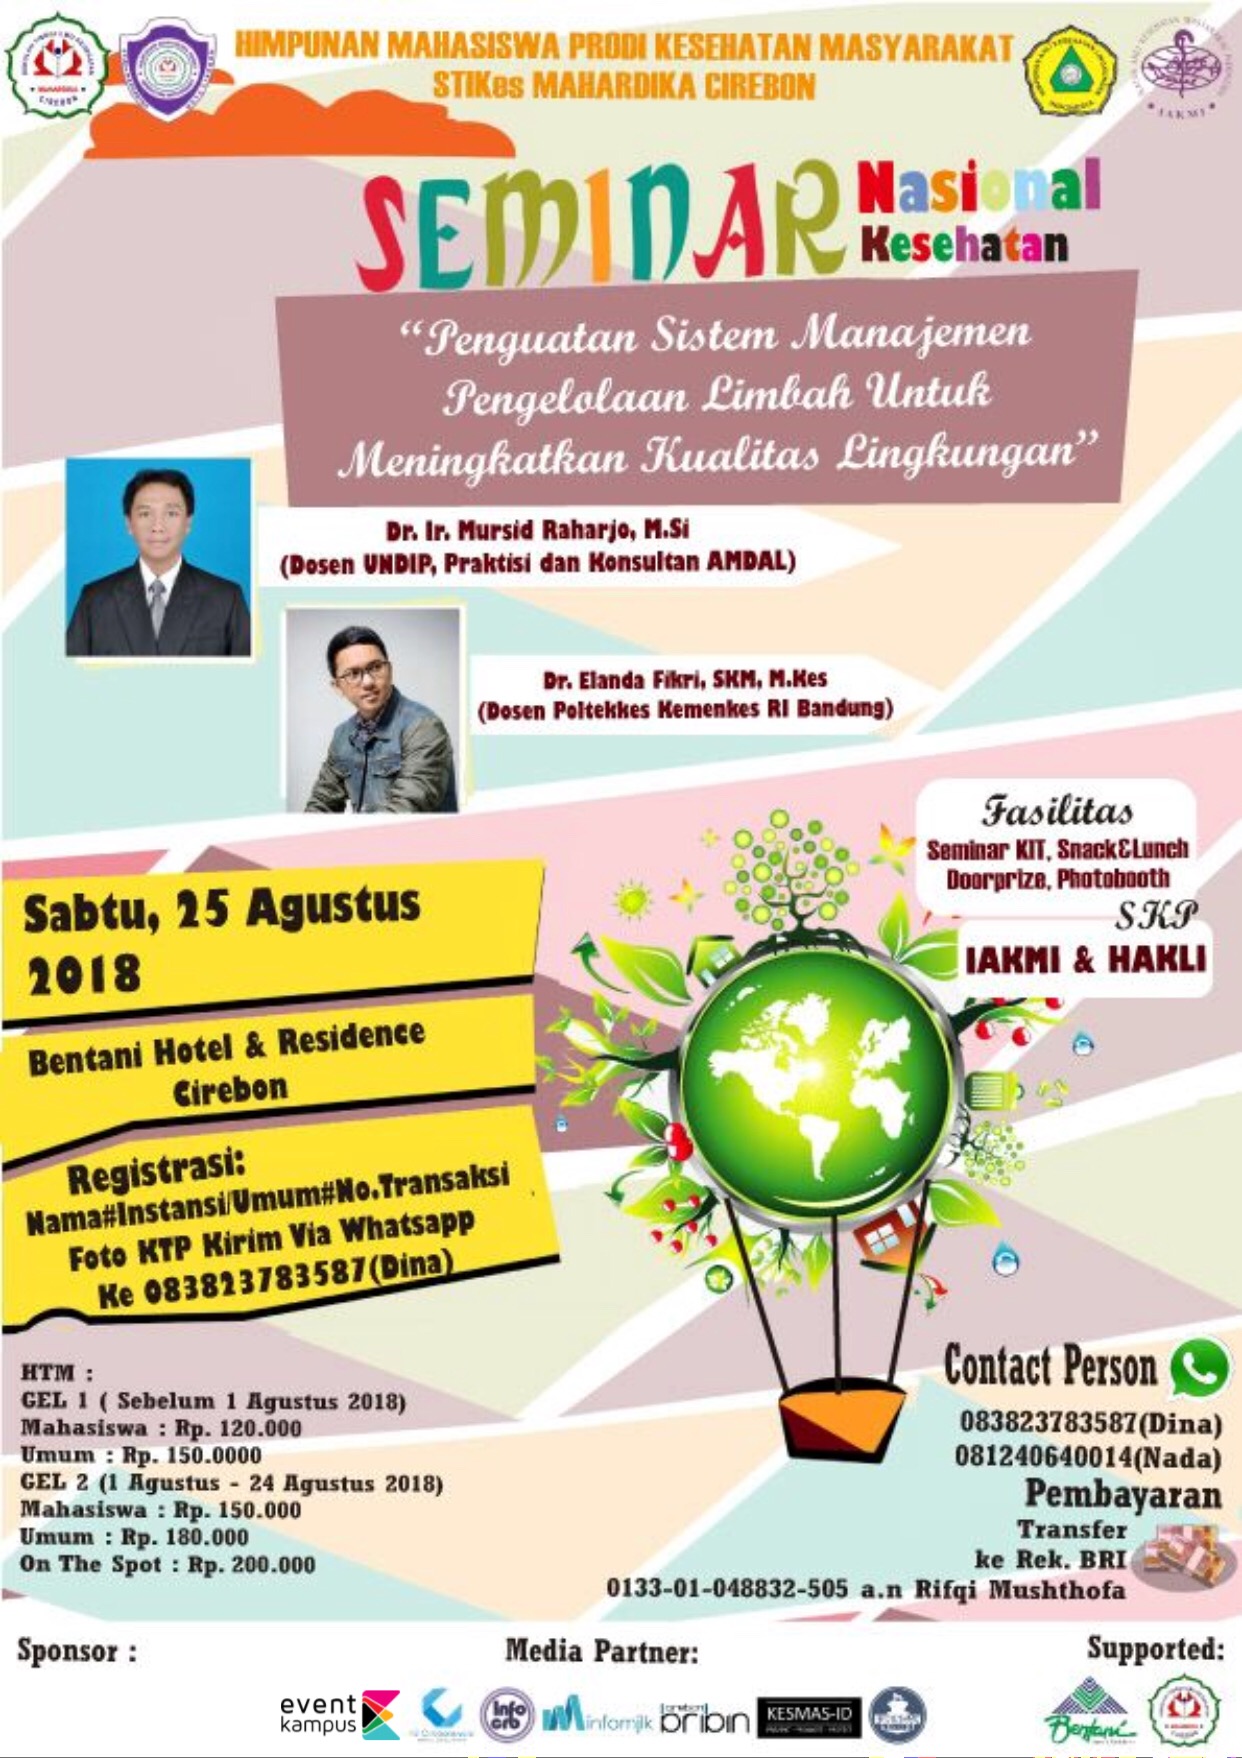 HIMPUNAN MAHASISWA PRODI KESEHATAN MASYARAKAT
STIKes MAHARDIKA CIREBON
SEMINAR Nasional
Kesehatan
“Penguatan Sistem Manajemen
Pengelolaan Limbah Untuk
Meningkatkan Kualitas Lingkungan”
Dr. Ir. Mursid Raharjo, M.Si
(Dosen UNDIP, Praktisi dan Konsultan AMDAL)
Dr. Elanda Fikri, SKM, M.Kes
(Dosen Poltekkes Kemenkes RI Bandung)
Fasilitas
Seminar KIT, Snack&Lunch
Doorprize, Photobooth
SKP
IAKMI & HAKLI
Sabtu, 25 Agustus
2018
Bentani Hotel & Residence
Cirebon
Registrasi:
Nama#Instansi/Umum#No.Transaksi
Foto KTP Kirim Via Whatsapp
Ke 083823783587(Dina)
HTM :
GEL 1 ( Sebelum 1 Agustus 2018)
Mahasiswa : Rp. 120.000
Umum : Rp. 150.0000
GEL 2 (1 Agustus - 24 Agustus 2018)
Mahasiswa : Rp. 150.000
Umum : Rp. 180.000
On The Spot : Rp. 200.000
Contact Person
083823783587(Dina)
081240640014(Nada)
Pembayaran
Transfer
ke Rek. BRI
0133-01-048832-505 a.n Rifqi Mushthofa
Sponsor :
Media Partner:
Supported:
event
kampus
Info
crb
infomjlk
pribin
KESMAS-ID
Bentani